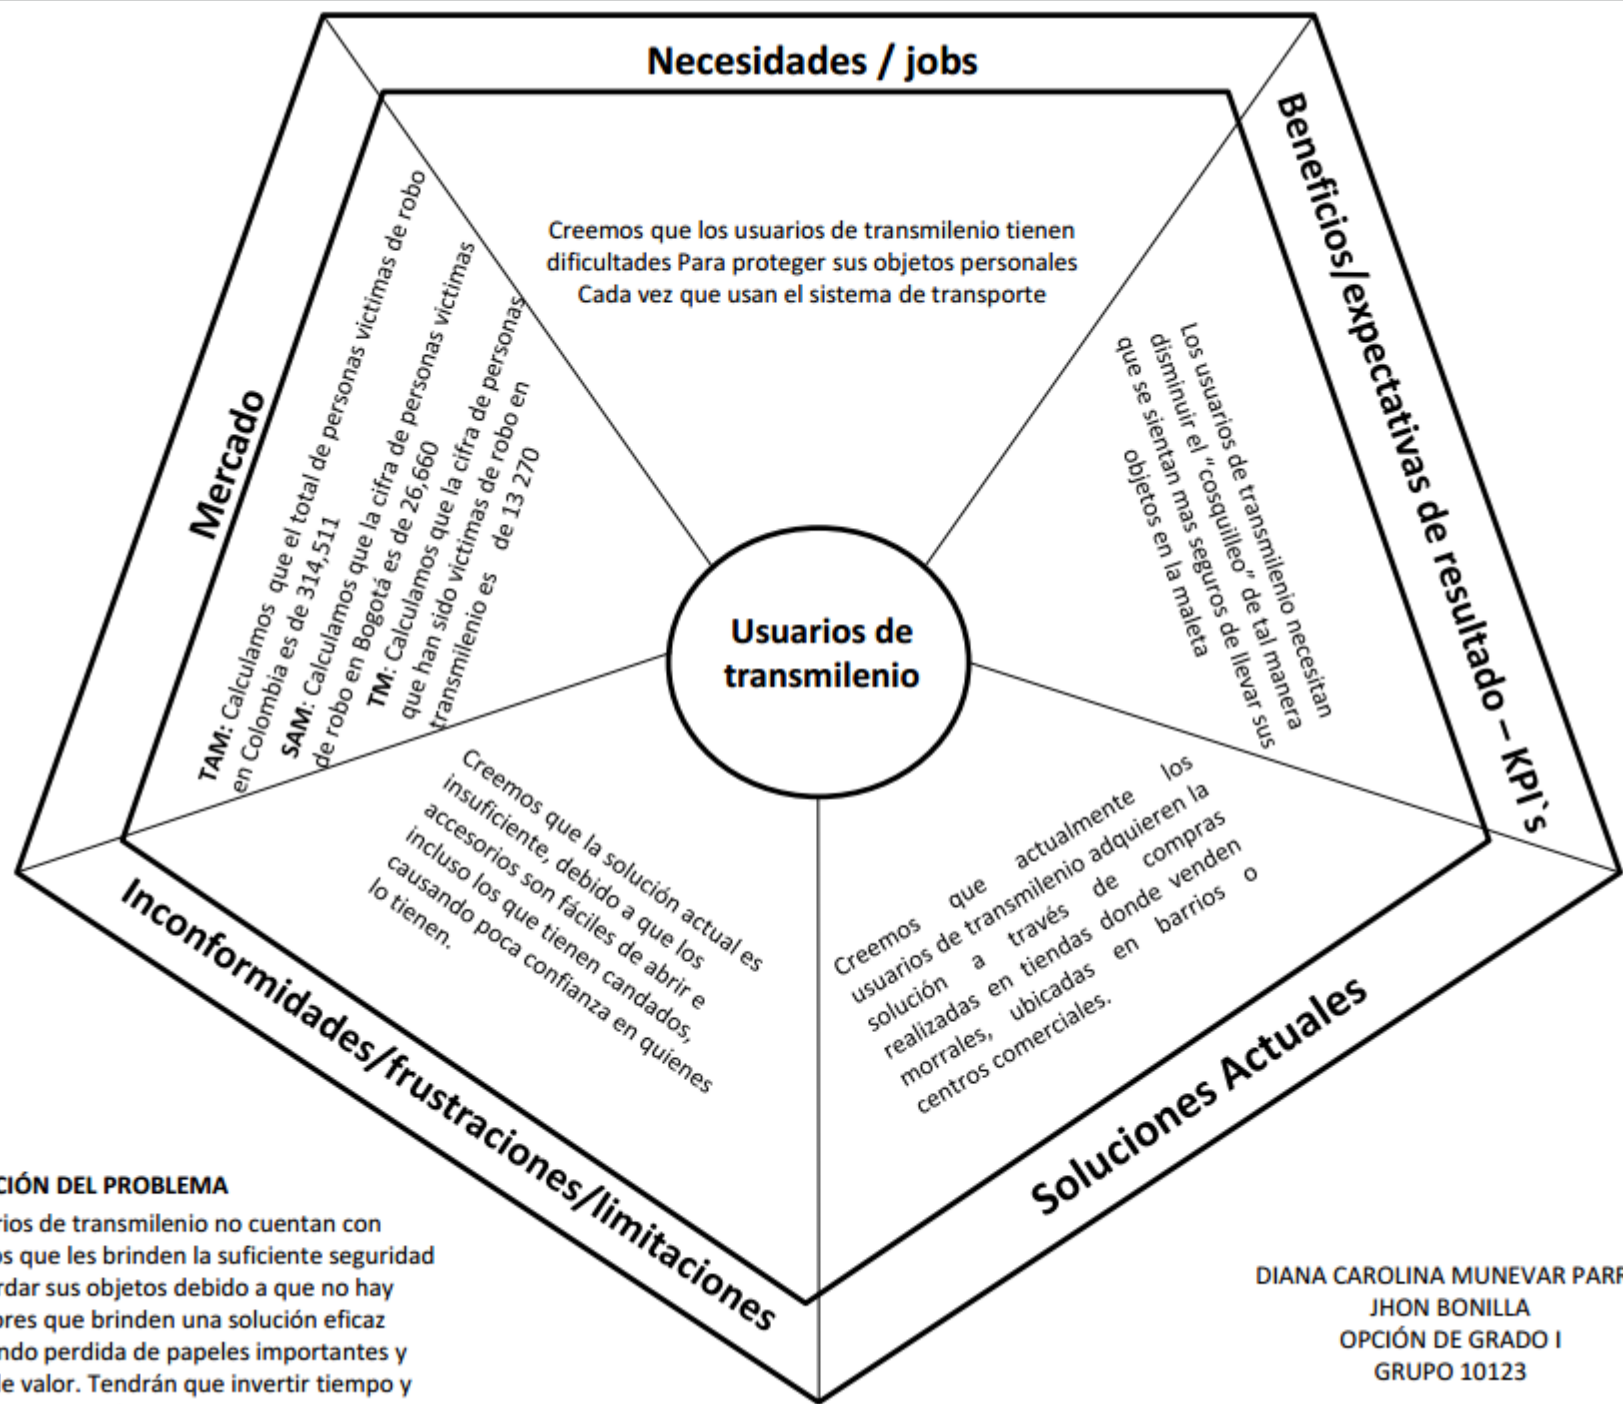 Necesidades / jobs
Creemos que los usuarios de transmilenio tienen
dificultades Para proteger sus objetos personales
Cada vez que usan el sistema de transporte
Beneficios/expectativas de resultado – KPI`s
Los usuarios de transmilenio necesitan
disminuir el “cosquilleo” de tal manera
que se sientan mas seguros de llevar sus
objetos en la maleta
Mercado
TAM: Calculamos que el total de personas victimas de robo
en Colombia es de 314,511
SAM: Calculamos que la cifra de personas victimas
de robo en Bogotá es de 26,660
TM: Calculamos que la cifra de personas
que han sido victimas de robo en
transmilenio es de 13 270
Usuarios de
transmilenio
Creemos que la solución actual es
insuficiente, debido a que los
accesorios son fáciles de abrir e
incluso los que tienen candados,
causando poca confianza en quienes
lo tienen.
Inconformidades/frustraciones/limitaciones
Creemos que actualmente los
usuarios de transmilenio adquieren la
solución a través de compras
realizadas en tiendas donde venden
morrales, ubicadas en barrios o
centros comerciales.
Soluciones Actuales
CIÓN DEL PROBLEMA
rios de transmilenio no cuentan con
os que les brinden la suficiente seguridad
rdar sus objetos debido a que no hay
ores que brinden una solución eficaz
ndo perdida de papeles importantes y
de valor. Tendrán que invertir tiempo y
DIANA CAROLINA MUNEVAR PARR
JHON BONILLA
OPCIÓN DE GRADO I
GRUPO 10123